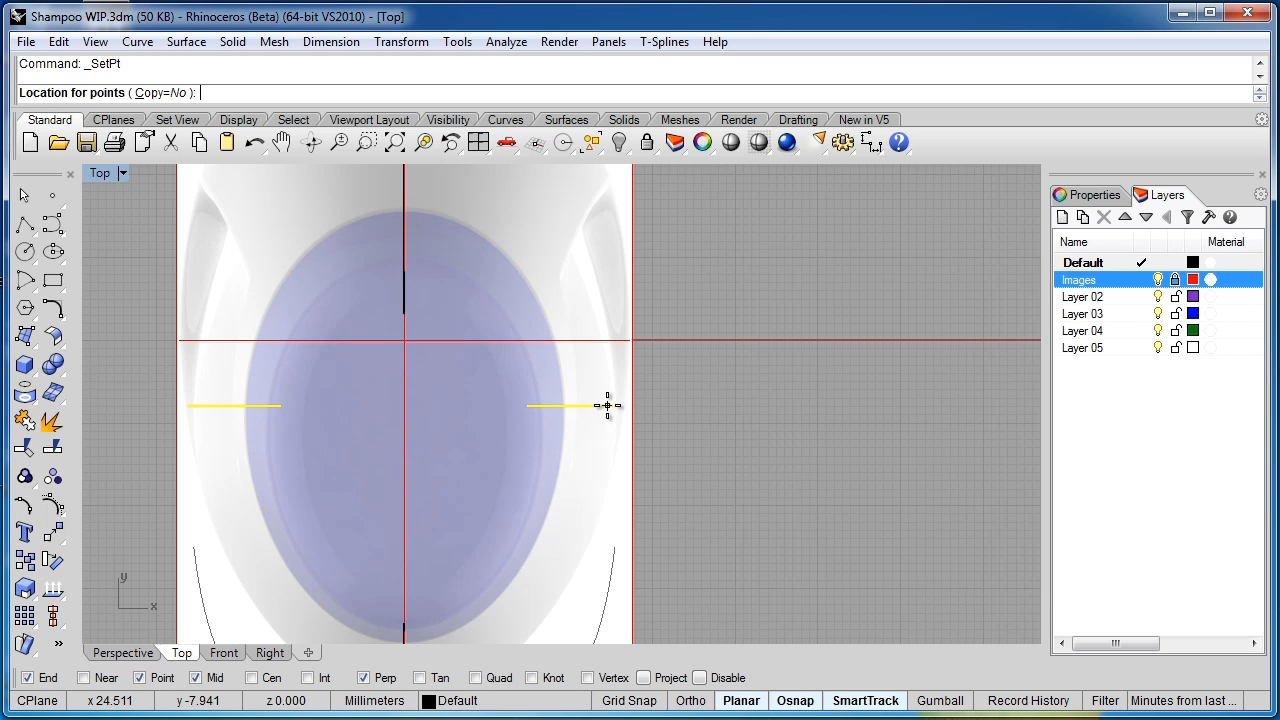 Shampoo WIP.3dm (50 KB) - Rhinoceros (Beta) (64-bit VS2010) - [Top]
File Edit View Curve Surface Solid Mesh Dimension Transform Tools Analyze Render Panels T-Splines Help
Command: _SetPt
Location for points ( Copy=No ):
Standard CPlanes Set View Display Select Viewport Layout Visibility Curves Surfaces Solids Meshes Render Drafting New in V5
Top
Properties Layers
Name Material
Default
Images
Layer 02
Layer 03
Layer 04
Layer 05
y
x
Perspective Top Front Right
End Near Point Mid Cen Int Perp Tan Quad Knot Vertex Project Disable
CPlane x 24.511 y -7.941 z 0.000 Millimeters Default Grid Snap Ortho Planar Osnap SmartTrack Gumball Record History Filter Minutes from last ...